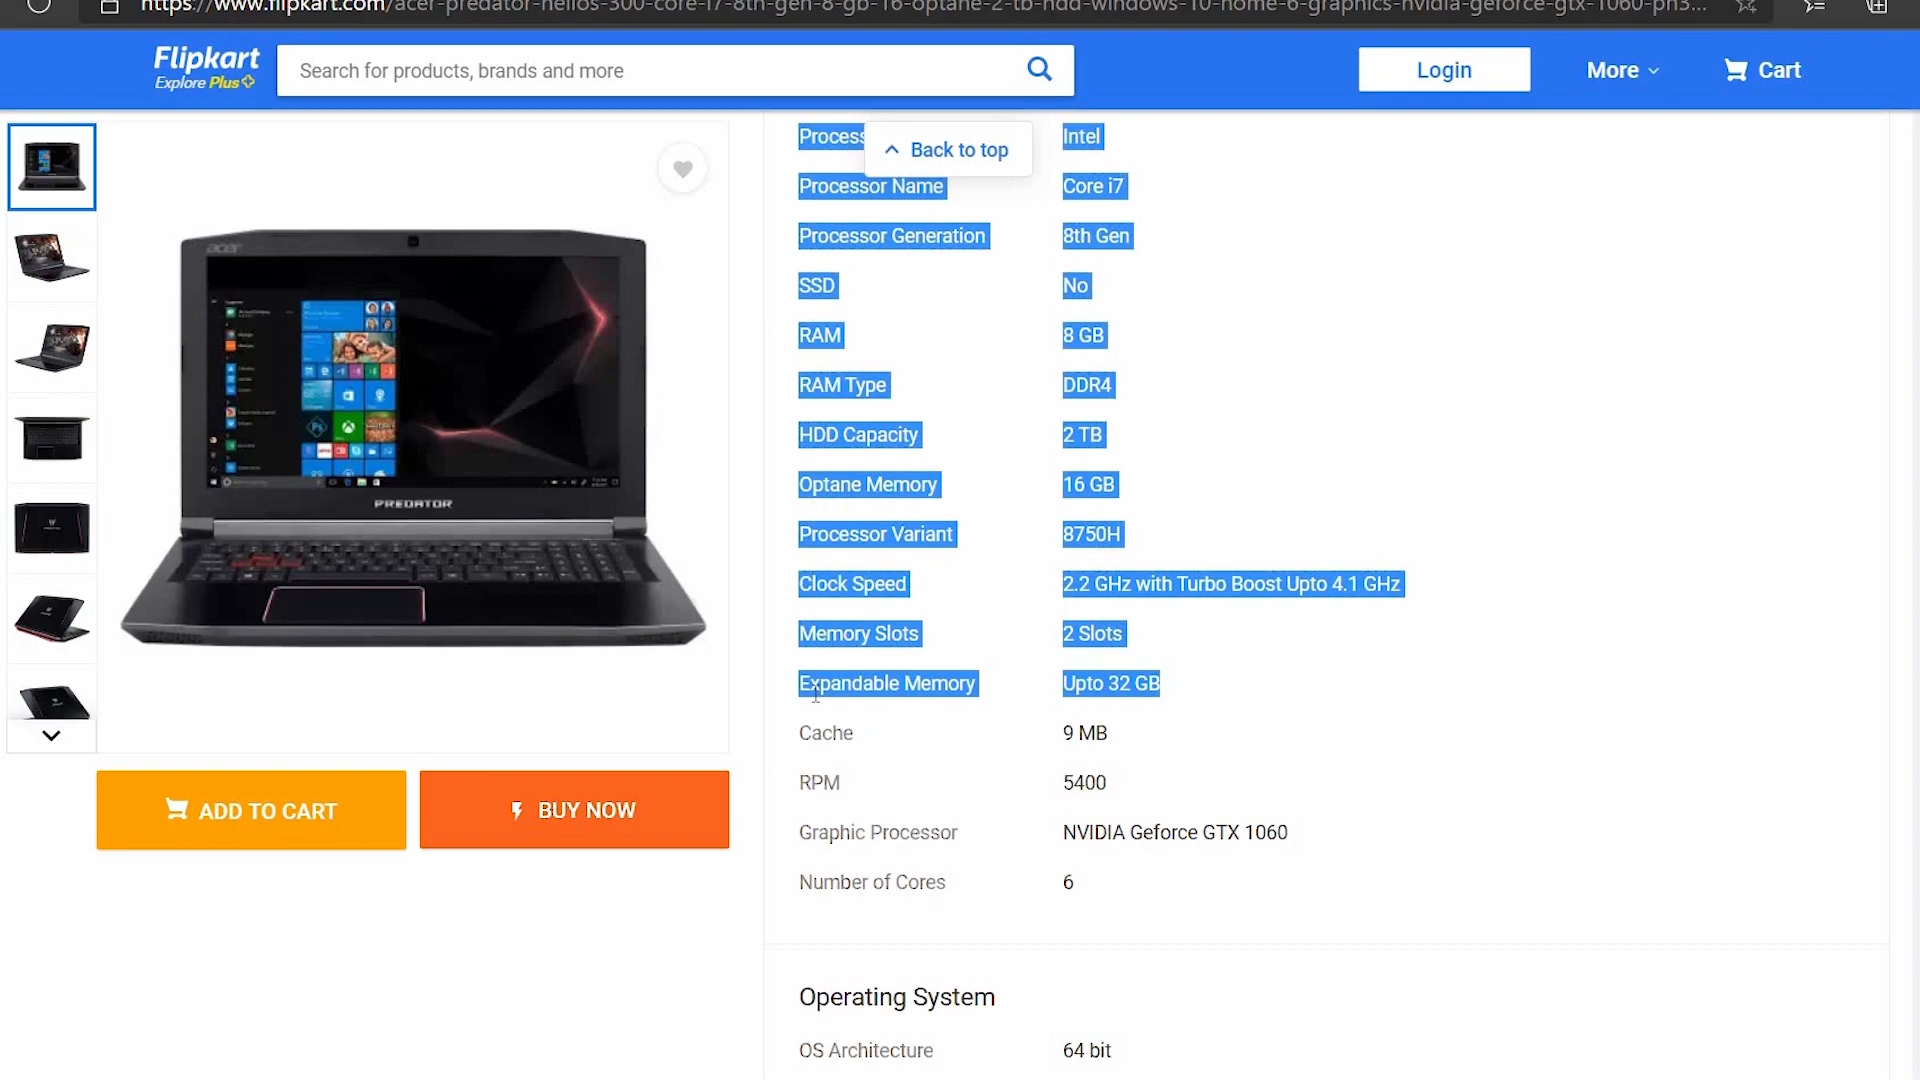 Flipkart
Explore Plus
Search for products, brands and more
Login
More
Cart
Back to top
Intel
Processor Name Core i7
Processor Generation 8th Gen
SSD No
RAM 8 GB
RAM Type DDR4
HDD Capacity 2 TB
Optane Memory 16 GB
Processor Variant 8750H
Clock Speed 2.2 GHz with Turbo Boost Upto 4.1 GHz
Memory Slots 2 Slots
Expandable Memory Upto 32 GB
Cache 9 MB
RPM 5400
Graphic Processor NVIDIA Geforce GTX 1060
Number of Cores 6
Operating System
OS Architecture 64 bit
acer
PREDATOR
ADD TO CART
BUY NOW